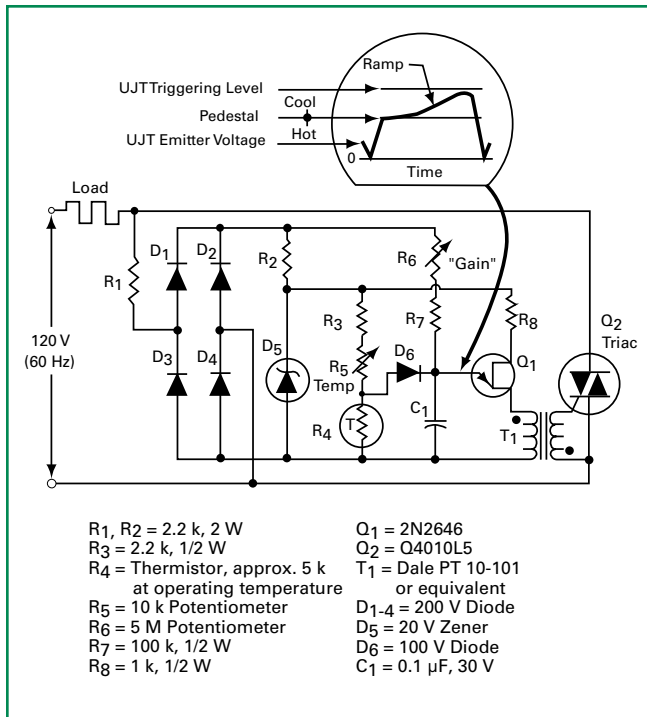 Ramp
UJT Triggering Level
Pedestal
Cool
Hot
UJT Emitter Voltage
0
Time
Load
R1
D1
D2
R2
R6
"Gain"
120 V
(60 Hz)
D3
D4
D5
R3
R5
Temp
T
R4
D6
R7
C1
R8
Q1
T1
Q2
Triac
R1, R2 = 2.2 k, 2 W
R3 = 2.2 k, 1/2 W
R4 = Thermistor, approx. 5 k
at operating temperature
R5 = 10 k Potentiometer
R6 = 5 M Potentiometer
R7 = 100 k, 1/2 W
R8 = 1 k, 1/2 W
Q1 = 2N2646
Q2 = Q4010L5
T1 = Dale PT 10-101
or equivalent
D1-4 = 200 V Diode
D5 = 20 V Zener
D6 = 100 V Diode
C1 = 0.1 μF, 30 V